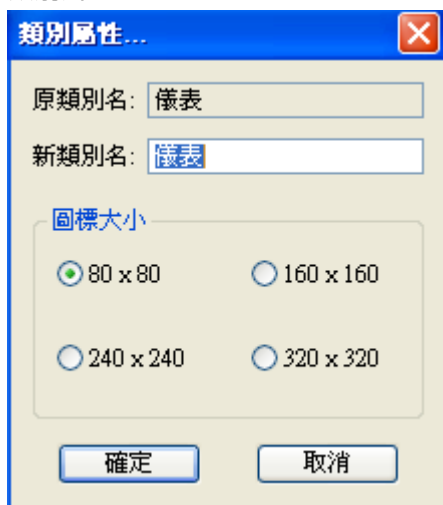 類別屬性...
原類別名: 儀表
新類別名: 儀表
圖標大小
80 x 80
160 x 160
240 x 240
320 x 320
確定
取消